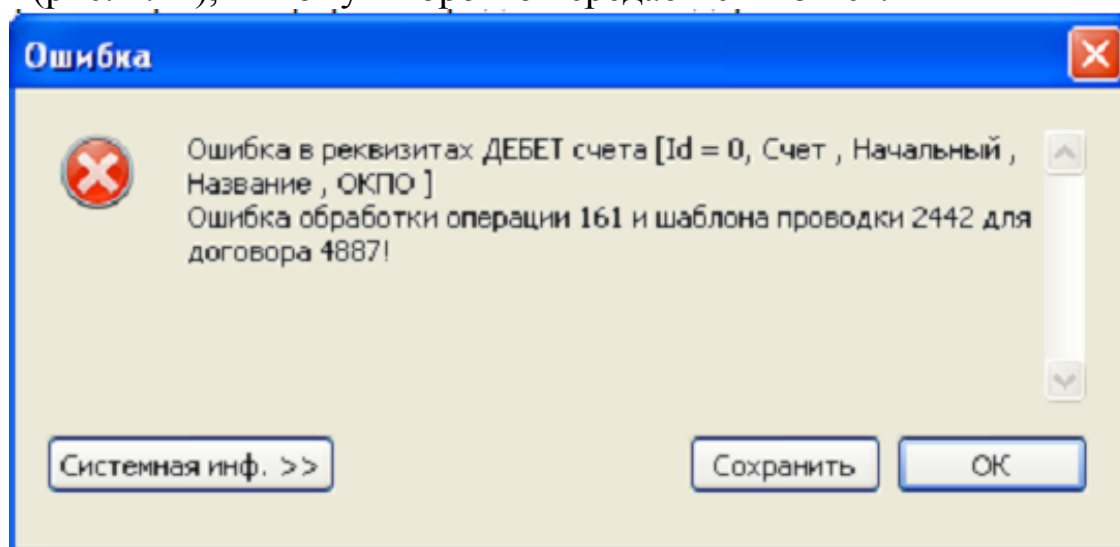 Ошибка
Ошибка в реквизитах ДЕБЕТ счета [Id = 0, Счет , Начальный ,
Название , ОКПО ]
Ошибка обработки операции 161 и шаблона проводки 2442 для
договора 4887!
Системная инф. >>
Сохранить
ОК